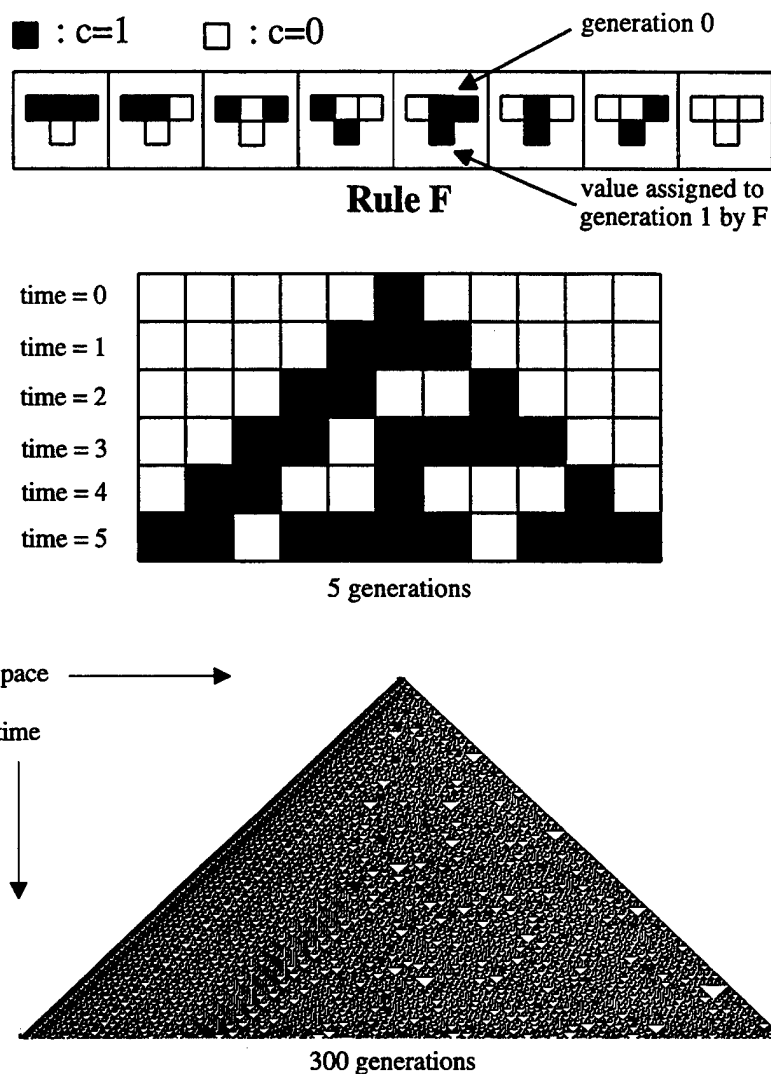 : c=1 : c=0
generation 0
Rule F
value assigned to
generation 1 by F
time = 0
time = 1
time = 2
time = 3
time = 4
time = 5
5 generations
pace
time
300 generations